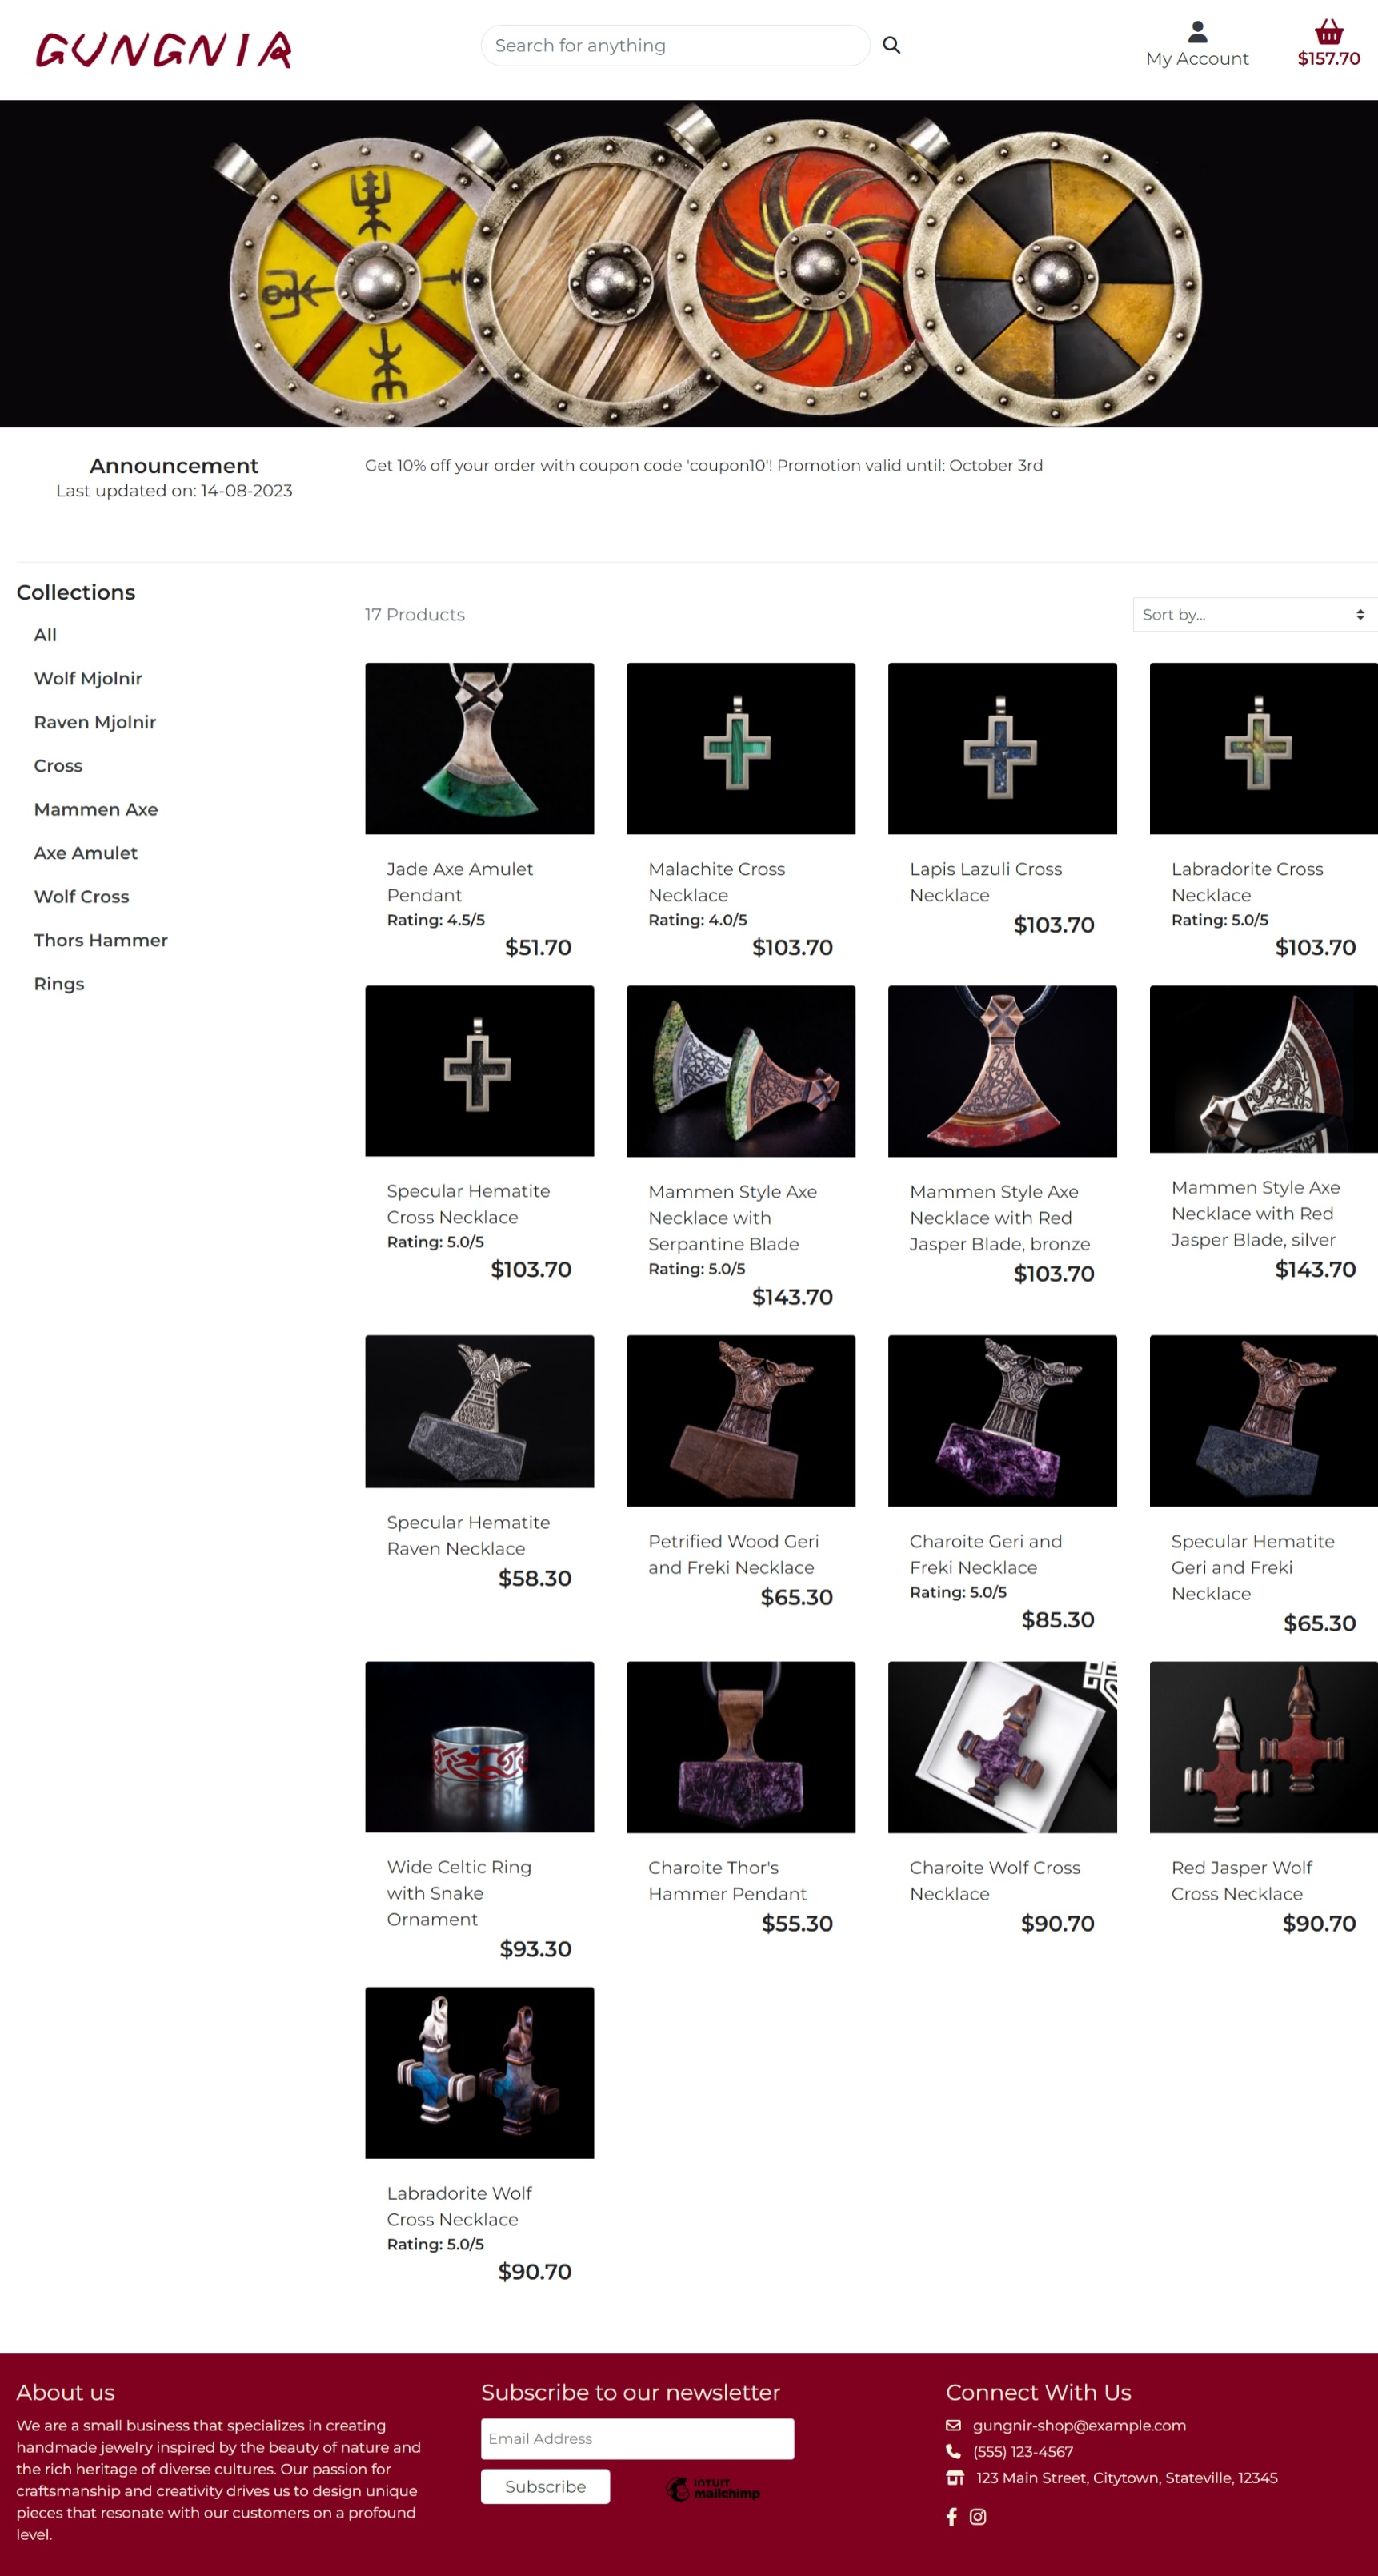 GUNGNIR
Search for anything
My Account
$157.70
Announcement
Last updated on: 14-08-2023
Get 10% off your order with coupon code 'coupon10'! Promotion valid until: October 3rd
Collections
All
Wolf Mjolnir
Raven Mjolnir
Cross
Mammen Axe
Axe Amulet
Wolf Cross
Thors Hammer
Rings
17 Products
Sort by...
Jade Axe Amulet
Pendant
Rating: 4.5/5
$51.70
Malachite Cross
Necklace
Rating: 4.0/5
$103.70
Lapis Lazuli Cross
Necklace
$103.70
Labradorite Cross
Necklace
Rating: 5.0/5
$103.70
Specular Hematite
Cross Necklace
Rating: 5.0/5
$103.70
Mammen Style Axe
Necklace with
Serpantine Blade
Rating: 5.0/5
$143.70
Mammen Style Axe
Necklace with Red
Jasper Blade, bronze
$103.70
Mammen Style Axe
Necklace with Red
Jasper Blade, silver
$143.70
Specular Hematite
Raven Necklace
$58.30
Petrified Wood Geri
and Freki Necklace
$65.30
Charoite Geri and
Freki Necklace
Rating: 5.0/5
$85.30
Specular Hematite
Geri and Freki
Necklace
$65.30
Wide Celtic Ring
with Snake
Ornament
$93.30
Charoite Thor's
Hammer Pendant
$55.30
Charoite Wolf Cross
Necklace
$90.70
Red Jasper Wolf
Cross Necklace
$90.70
Labradorite Wolf
Cross Necklace
Rating: 5.0/5
$90.70
About us
We are a small business that specializes in creating
handmade jewelry inspired by the beauty of nature and
the rich heritage of diverse cultures. Our passion for
craftsmanship and creativity drives us to design unique
pieces that resonate with our customers on a profound
level.
Subscribe to our newsletter
Email Address
Subscribe
INTUIT
mailchimp
Connect With Us
gungnir-shop@example.com
(555) 123-4567
123 Main Street, Citytown, Stateville, 12345